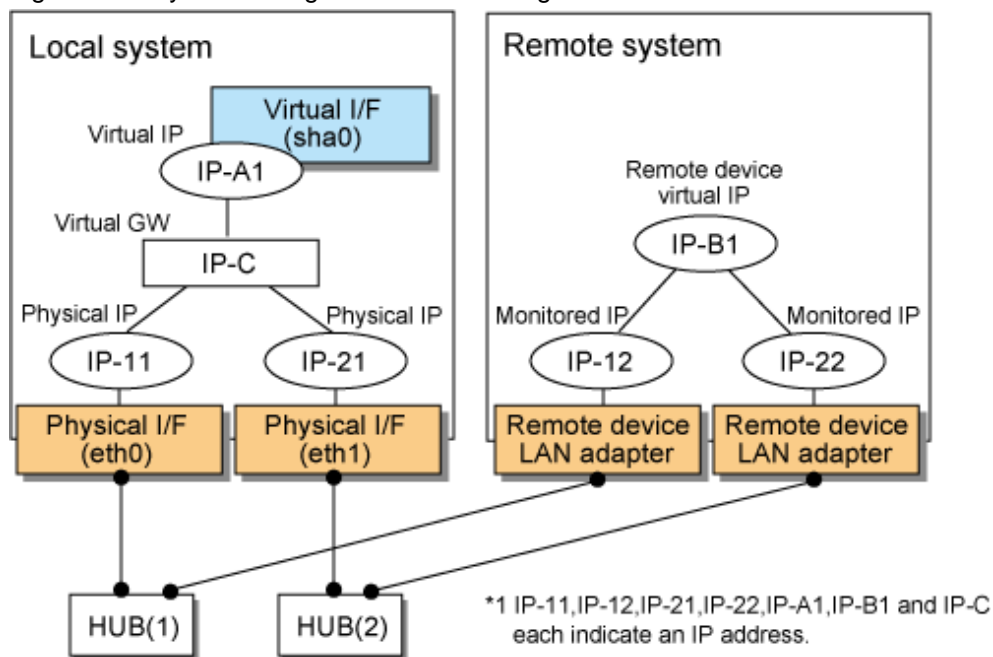 Local system
Remote system
Virtual I/F
(sha0)
Virtual IP
IP-A1
Remote device
virtual IP
Virtual GW
IP-B1
IP-C
Physical IP
Physical IP
Monitored IP
Monitored IP
IP-11
IP-21
IP-12
IP-22
Physical I/F
(eth0)
Physical I/F
(eth1)
Remote device
LAN adapter
Remote device
LAN adapter
HUB(1)
HUB(2)
*1 IP-11,IP-12,IP-21,IP-22,IP-A1,IP-B1 and IP-C
each indicate an IP address.